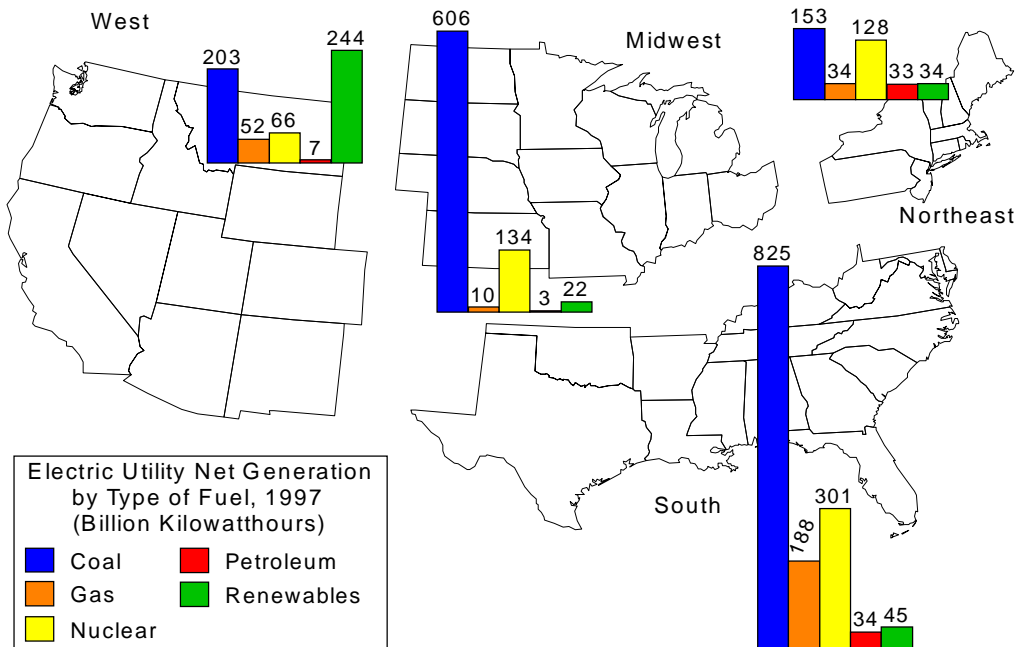 West
203
52
66
7
244
606
10
134
3
22
Midwest
153
34
128
33
34
Northeast
825
188
301
34
45
South
Electric Utility Net Generation
by Type of Fuel, 1997
(Billion Kilowatthours)
Coal
Petroleum
Gas
Renewables
Nuclear